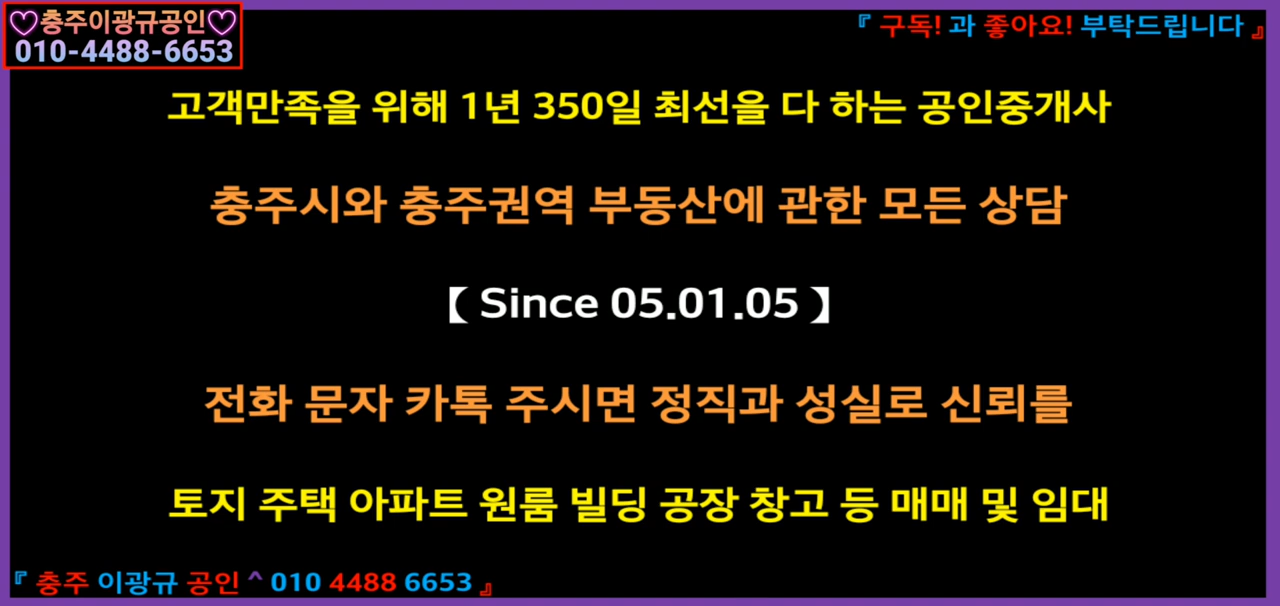 ♡충주이광규공인♡
010-4488-6653
『 구독! 과 좋아요! 부탁드립니다 』
고객만족을 위해 1년 350일 최선을 다 하는 공인중개사
충주시와 충주권역 부동산에 관한 모든 상담
【 Since 05.01.05 】
전화 문자 카톡 주시면 정직과 성실로 신뢰를
토지 주택 아파트 원룸 빌딩 공장 창고 등 매매 및 임대
『 충주 이광규 공인 ^ 010 4488 6653 』